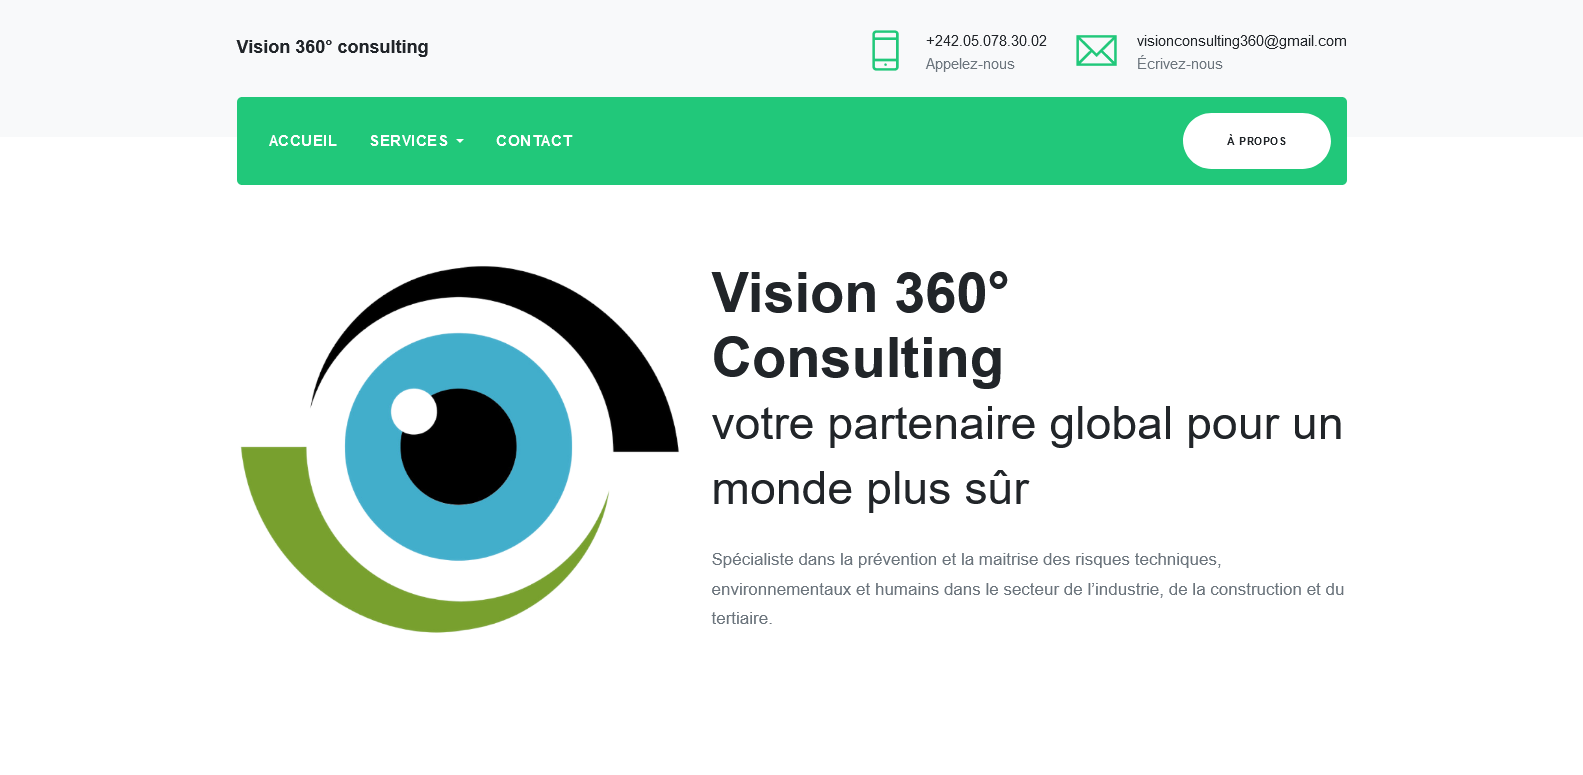 Vision 360° consulting
+242.05.078.30.02
Appelez-nous
visionconsulting360@gmail.com
Écrivez-nous
ACCUEIL
SERVICES
CONTACT
À PROPOS
Vision 360°
Consulting
votre partenaire global pour un
monde plus sûr
Spécialiste dans la prévention et la maitrise des risques techniques,
environnementaux et humains dans le secteur de l’industrie, de la construction et du
tertiaire.